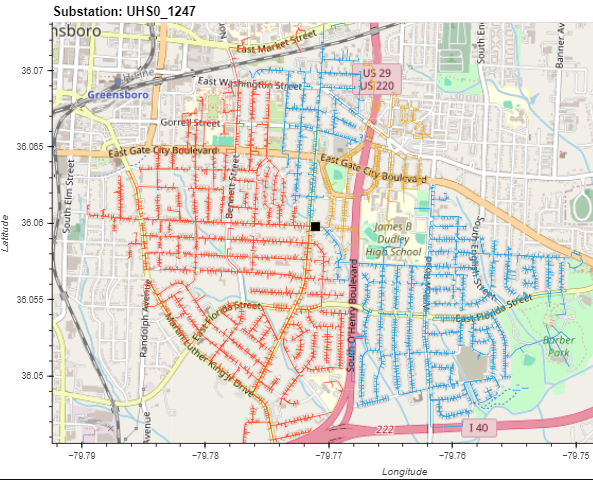 Substation: UHS0_1247
nsboro
East Market Street
Nor
South En
Banner Av
36.07
US 29
US 220
East Washington Street
Greensboro
Gorrell Street
36.065
East Gate City Boulevard
East Gate City Boulevard
South Elm Street
Bennett Street
36.06
James B
Dudley
High School
Latitude
Willow Road
South O'Henry Boulevard
36.055
East Florida Street
East Florida Street
Randolph Avenue
Martin Luther King Jr Drive
Barber
Park
36.05
Avenue
222
I 40
−79.79
−79.78
−79.77
−79.76
−79.75
Longitude